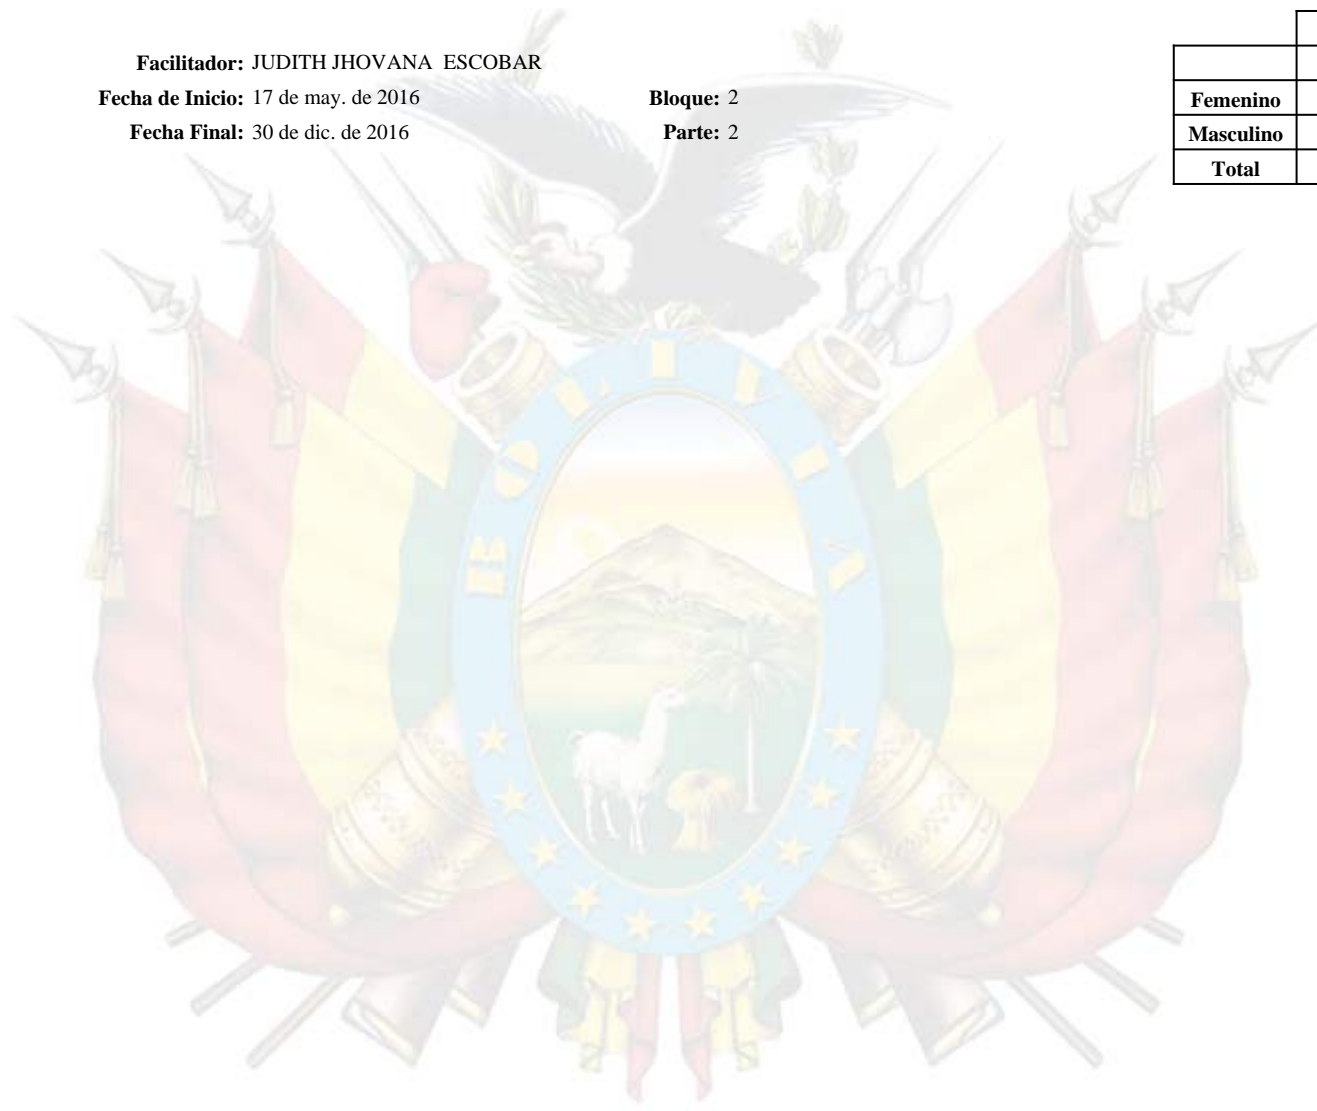 Facilitador: JUDITH JHOVANA ESCOBAR
Fecha de Inicio: 17 de may. de 2016 Bloque: 2
Fecha Final: 30 de dic. de 2016 Parte: 2
Femenino
Masculino
Total
BOLIVIA